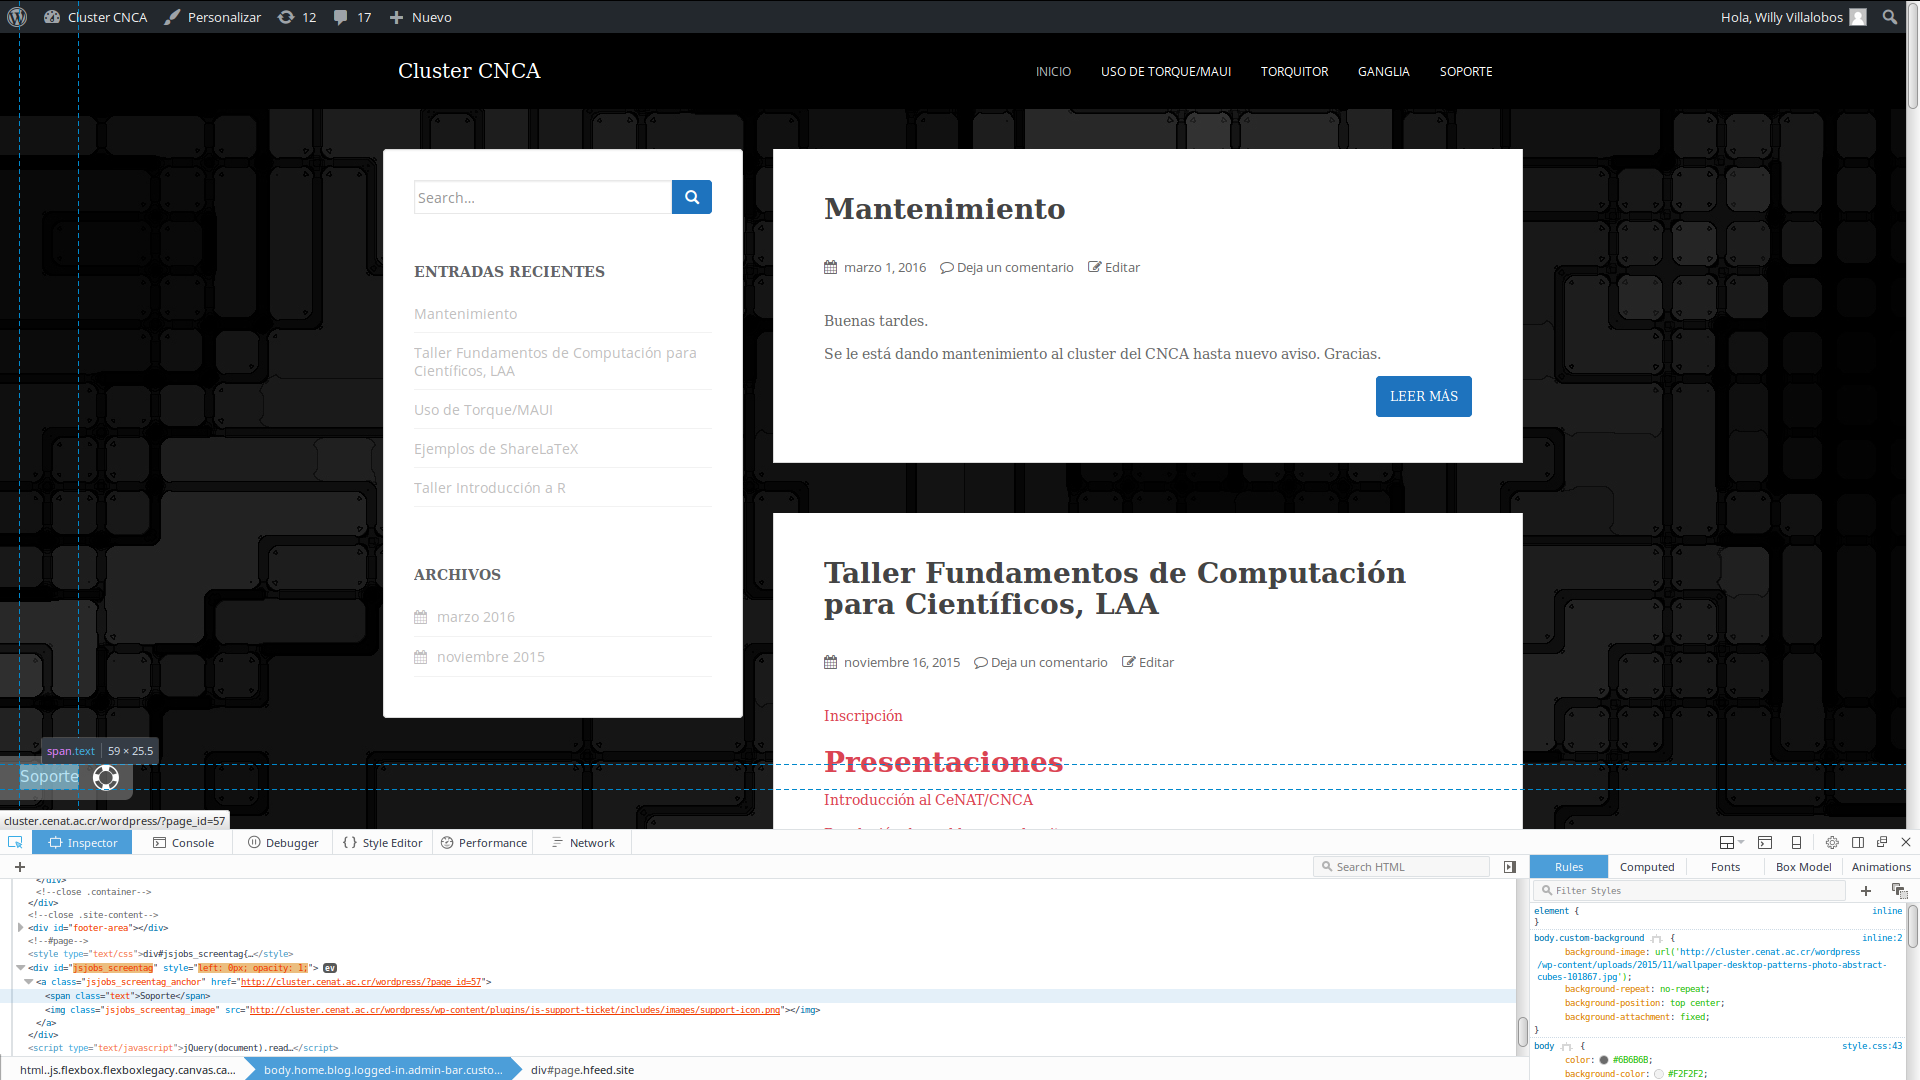 Cluster CNCA
Personalizar
12
17
Nuevo
Hola, Willy Villalobos
Cluster CNCA
INICIO
USO DE TORQUE/MAUI
TORQUITOR
GANGLIA
SOPORTE
Search...
ENTRADAS RECIENTES
Mantenimiento
Taller Fundamentos de Computación para
Científicos, LAA
Uso de Torque/MAUI
Ejemplos de ShareLaTeX
Taller Introducción a R
ARCHIVOS
marzo 2016
noviembre 2015
Mantenimiento
marzo 1, 2016 Deja un comentario Editar
Buenas tardes.
Se le está dando mantenimiento al cluster del CNCA hasta nuevo aviso. Gracias.
LEER MÁS
Taller Fundamentos de Computación
para Científicos, LAA
noviembre 16, 2015 Deja un comentario Editar
Inscripción
Presentaciones
Introducción al CeNAT/CNCA
span.text 59 × 25.5
Soporte
cluster.cenat.ac.cr/wordpress/?page_id=57
Inspector Console Debugger Style Editor Performance Network
Search HTML
</div>
<!--close .container-->
</div>
<!--close .site-content-->
<div id="footer-area"></div>
<!--#page-->
<style type="text/css">div#jsjobs_screentag{…</style>
<div id="jsjobs_screentag" style="left: 0px; opacity: 1;"> ev
<a class="jsjobs_screentag_anchor" href="http://cluster.cenat.ac.cr/wordpress/?page_id=57">
<span class="text">Soporte</span>
<img class="jsjobs_screentag_image" src="http://cluster.cenat.ac.cr/wordpress/wp-content/plugins/js-support-ticket/includes/images/support-icon.png"></img>
</a>
</div>
<script type="text/javascript">jQuery(document).read…</script>
html..js.flexbox.flexboxlegacy.canvas.ca... body.home.blog.logged-in.admin-bar.custo... div#page.hfeed.site
Rules Computed Fonts Box Model Animations
Filter Styles
element { inline
}
body.custom-background { inline:2
background-image: url('http://cluster.cenat.ac.cr/wordpress
/wp-content/uploads/2015/11/wallpaper-desktop-patterns-photo-abstract-
cubes-101867.jpg');
background-repeat: no-repeat;
background-position: top center;
background-attachment: fixed;
}
body { style.css:43
color: #6B6B6B;
background-color: #F2F2F2;